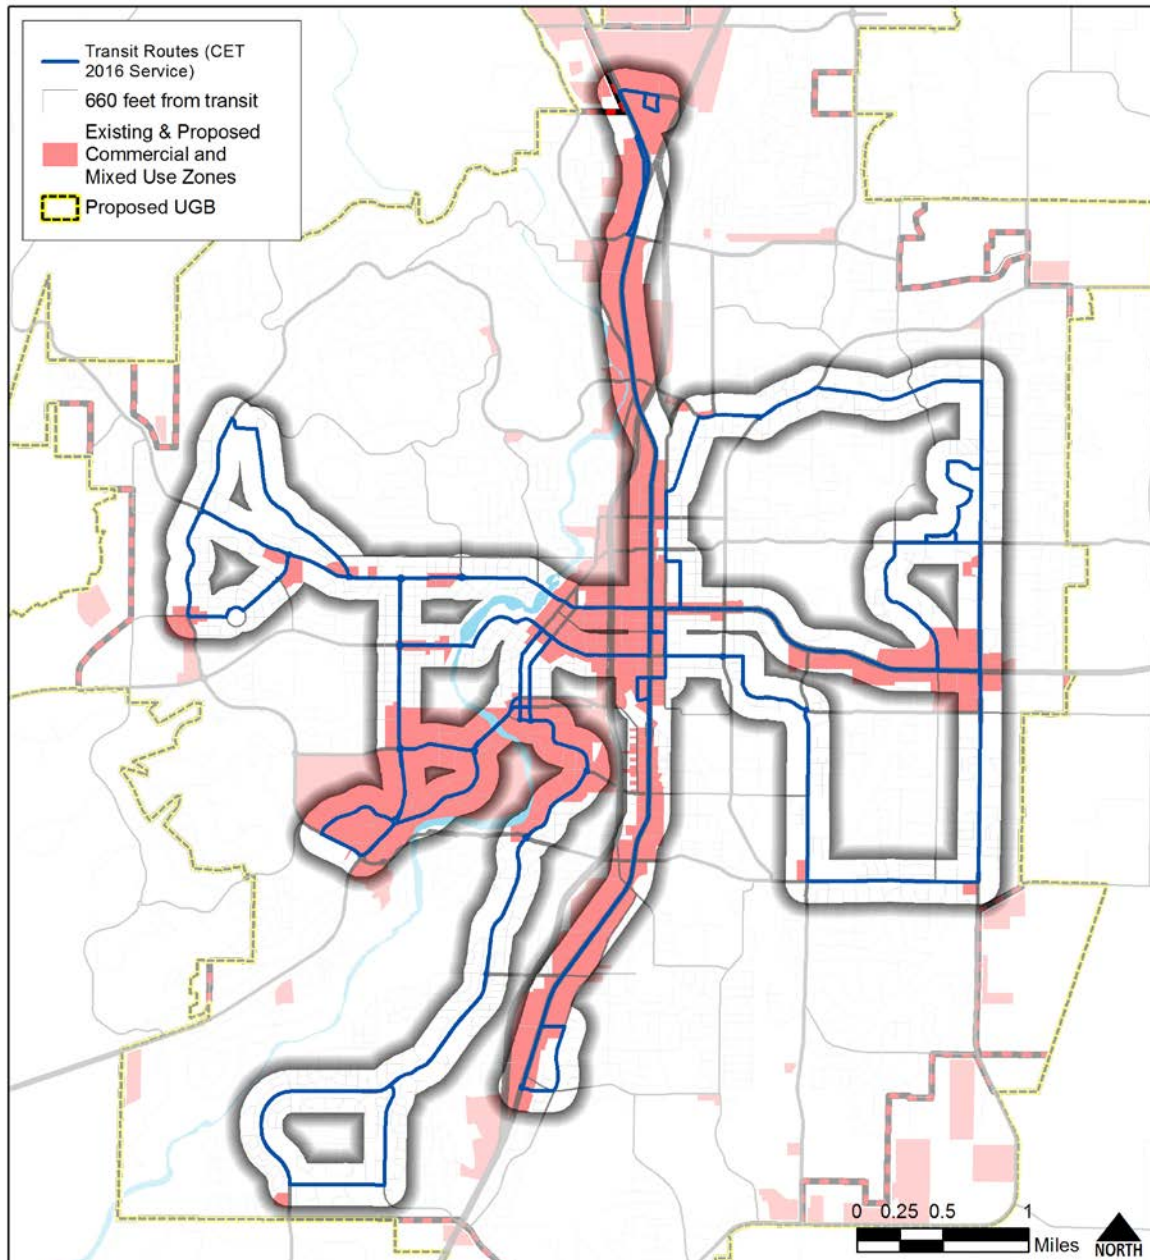 Transit Routes (CET
2016 Service)
660 feet from transit
Existing & Proposed
Commercial and
Mixed Use Zones
Proposed UGB
0 0.25 0.5 1
Miles
NORTH